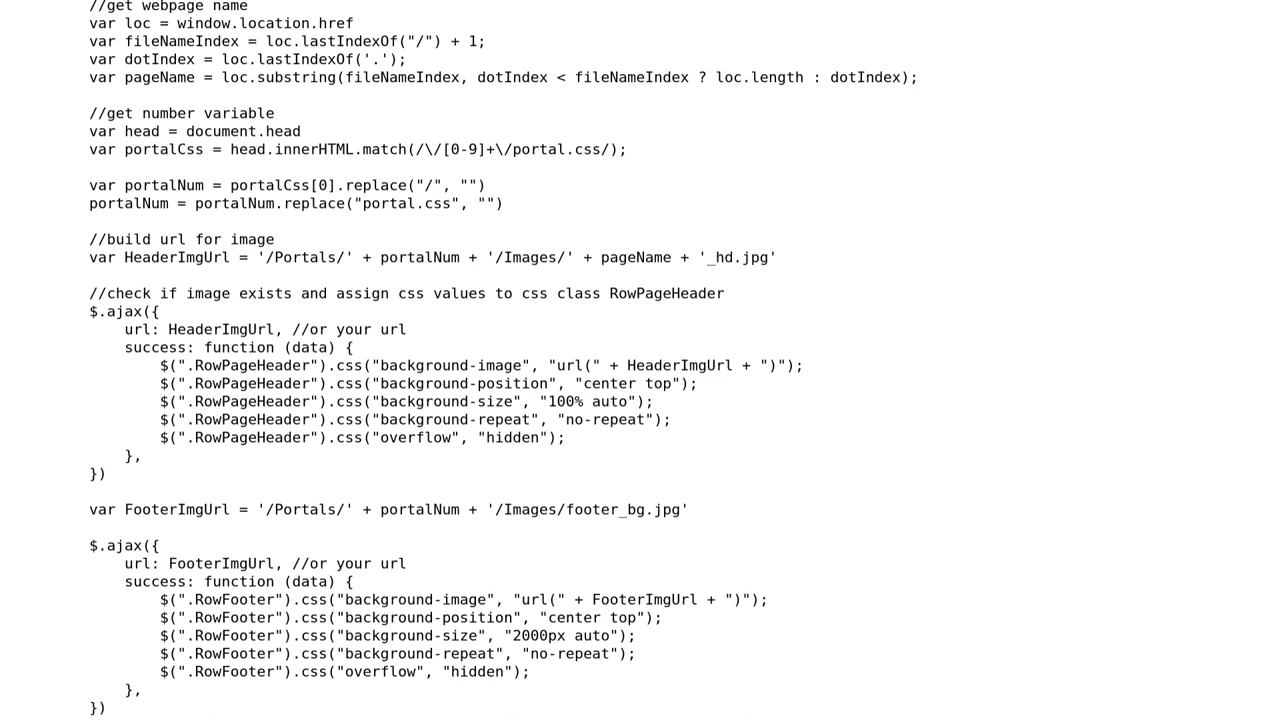 //get webpage name
var loc = window.location.href
var fileNameIndex = loc.lastIndexOf("/") + 1;
var dotIndex = loc.lastIndexOf('.');
var pageName = loc.substring(fileNameIndex, dotIndex < fileNameIndex ? loc.length : dotIndex);

//get number variable
var head = document.head
var portalCss = head.innerHTML.match(/\/[0-9]+\/portal.css/);

var portalNum = portalCss[0].replace("/", "")
portalNum = portalNum.replace("portal.css", "")

//build url for image
var HeaderImgUrl = '/Portals/' + portalNum + '/Images/' + pageName + '_hd.jpg'

//check if image exists and assign css values to css class RowPageHeader
$.ajax({
    url: HeaderImgUrl, //or your url
    success: function (data) {
        $(".RowPageHeader").css("background-image", "url(" + HeaderImgUrl + ")");
        $(".RowPageHeader").css("background-position", "center top");
        $(".RowPageHeader").css("background-size", "100% auto");
        $(".RowPageHeader").css("background-repeat", "no-repeat");
        $(".RowPageHeader").css("overflow", "hidden");
    },
})

var FooterImgUrl = '/Portals/' + portalNum + '/Images/footer_bg.jpg'

$.ajax({
    url: FooterImgUrl, //or your url
    success: function (data) {
        $(".RowFooter").css("background-image", "url(" + FooterImgUrl + ")");
        $(".RowFooter").css("background-position", "center top");
        $(".RowFooter").css("background-size", "2000px auto");
        $(".RowFooter").css("background-repeat", "no-repeat");
        $(".RowFooter").css("overflow", "hidden");
    },
})